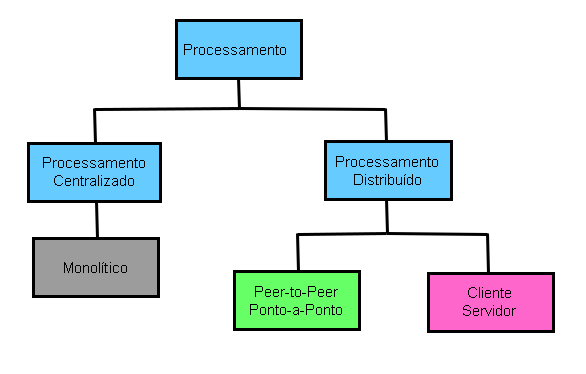 Processamento
Processamento
Centralizado
Processamento
Distribuído
Monolítico
Peer-to-Peer
Ponto-a-Ponto
Cliente
Servidor